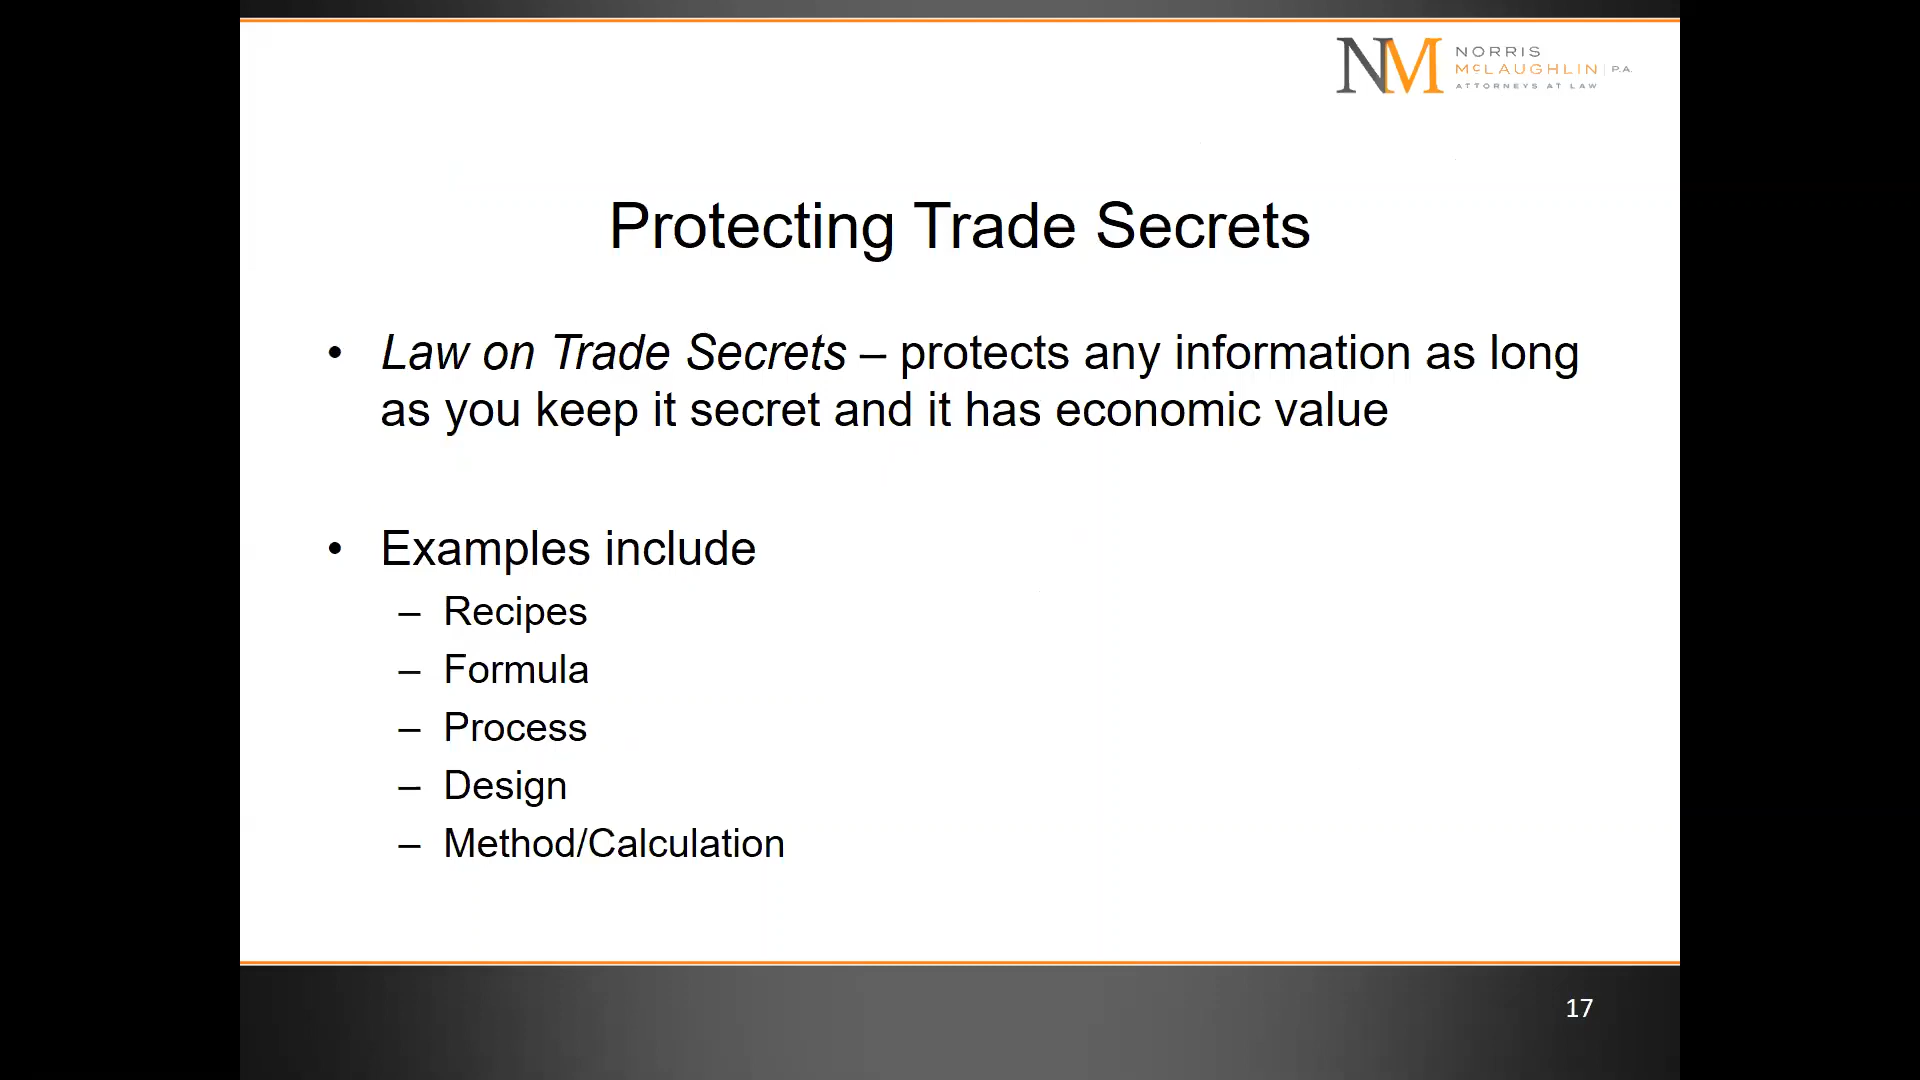 NM NORRIS
McLAUGHLIN | P.A.
ATTORNEYS AT LAW
Protecting Trade Secrets
• Law on Trade Secrets – protects any information as long
as you keep it secret and it has economic value
• Examples include
– Recipes
– Formula
– Process
– Design
– Method/Calculation
17